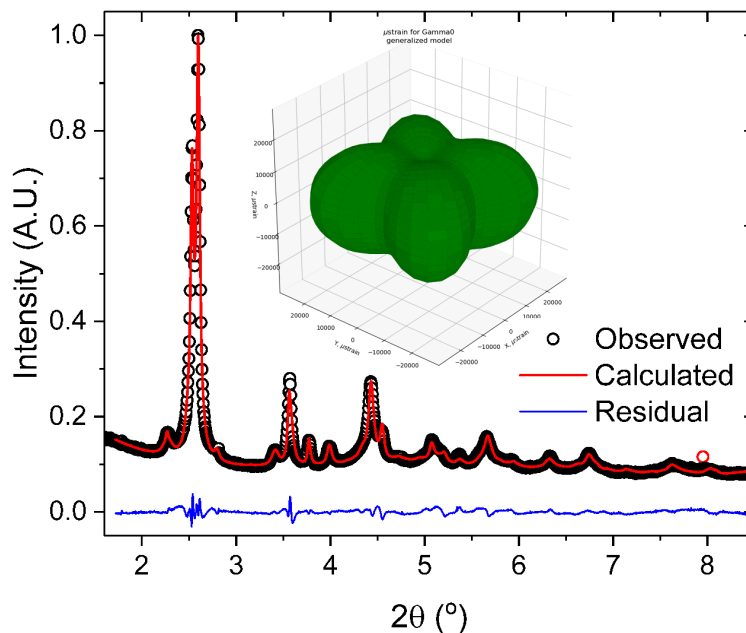 μstrain for Gamma0
generalized model
Z, μstrain
20000
10000
0
−10000
−20000
20000
10000
0
−10000
−20000
Y, μstrain
−20000
−10000
0
10000
20000
X, μstrain
Observed
Calculated
Residual
Intensity (A.U.)
1.0
0.8
0.6
0.4
0.2
0.0
2 3 4 5 6 7 8
2θ (°)